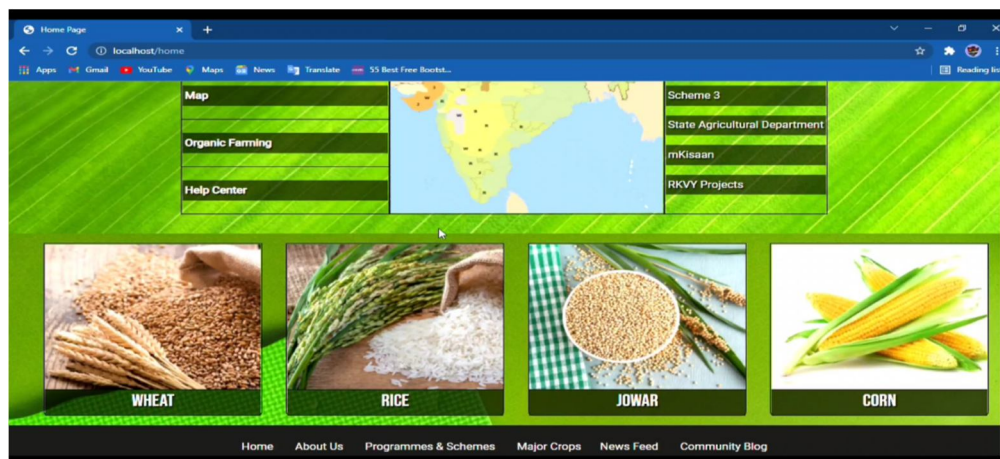 Home Page
localhost/home
Apps Gmail YouTube Maps News Translate 55 Best Free Bootst... Reading lis
Map
Organic Farming
Help Center
Scheme 3
State Agricultural Department
mKisaan
RKVY Projects
WHEAT RICE JOWAR CORN
Home About Us Programmes & Schemes Major Crops News Feed Community Blog